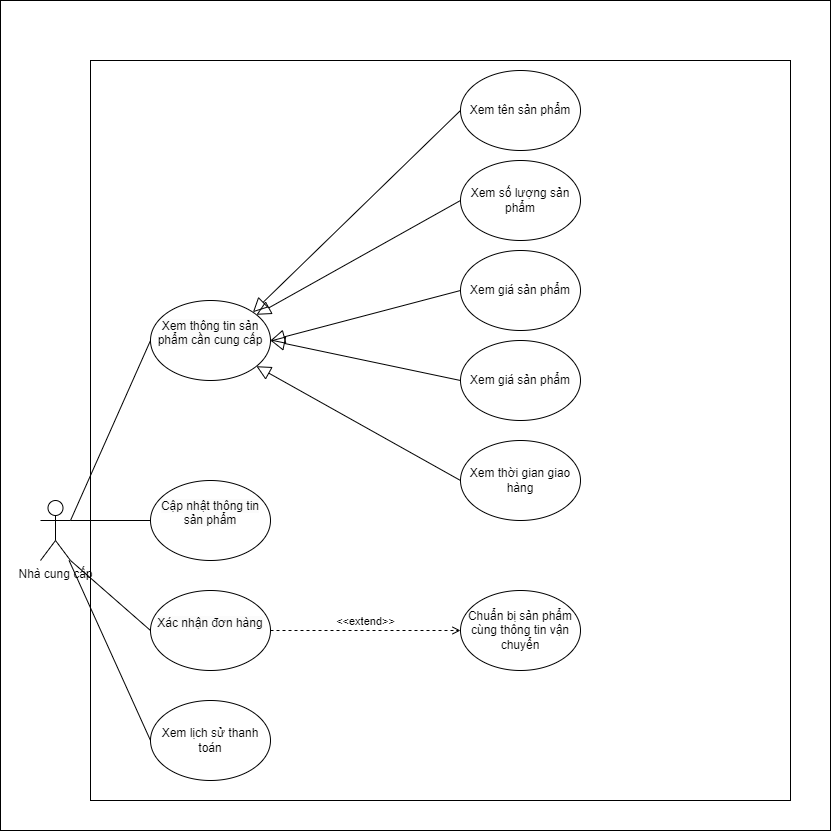 Xem tên sản phẩm
Xem số lượng sản
phẩm
Xem giá sản phẩm
Xem thông tin sản
phẩm cần cung cấp
Xem giá sản phẩm
Xem thời gian giao
hàng
Cập nhật thông tin
sản phẩm
Nhà cung cấp
Xác nhận đơn hàng
<<extend>>
Chuẩn bị sản phẩm
cùng thông tin vận
chuyển
Xem lịch sử thanh
toán